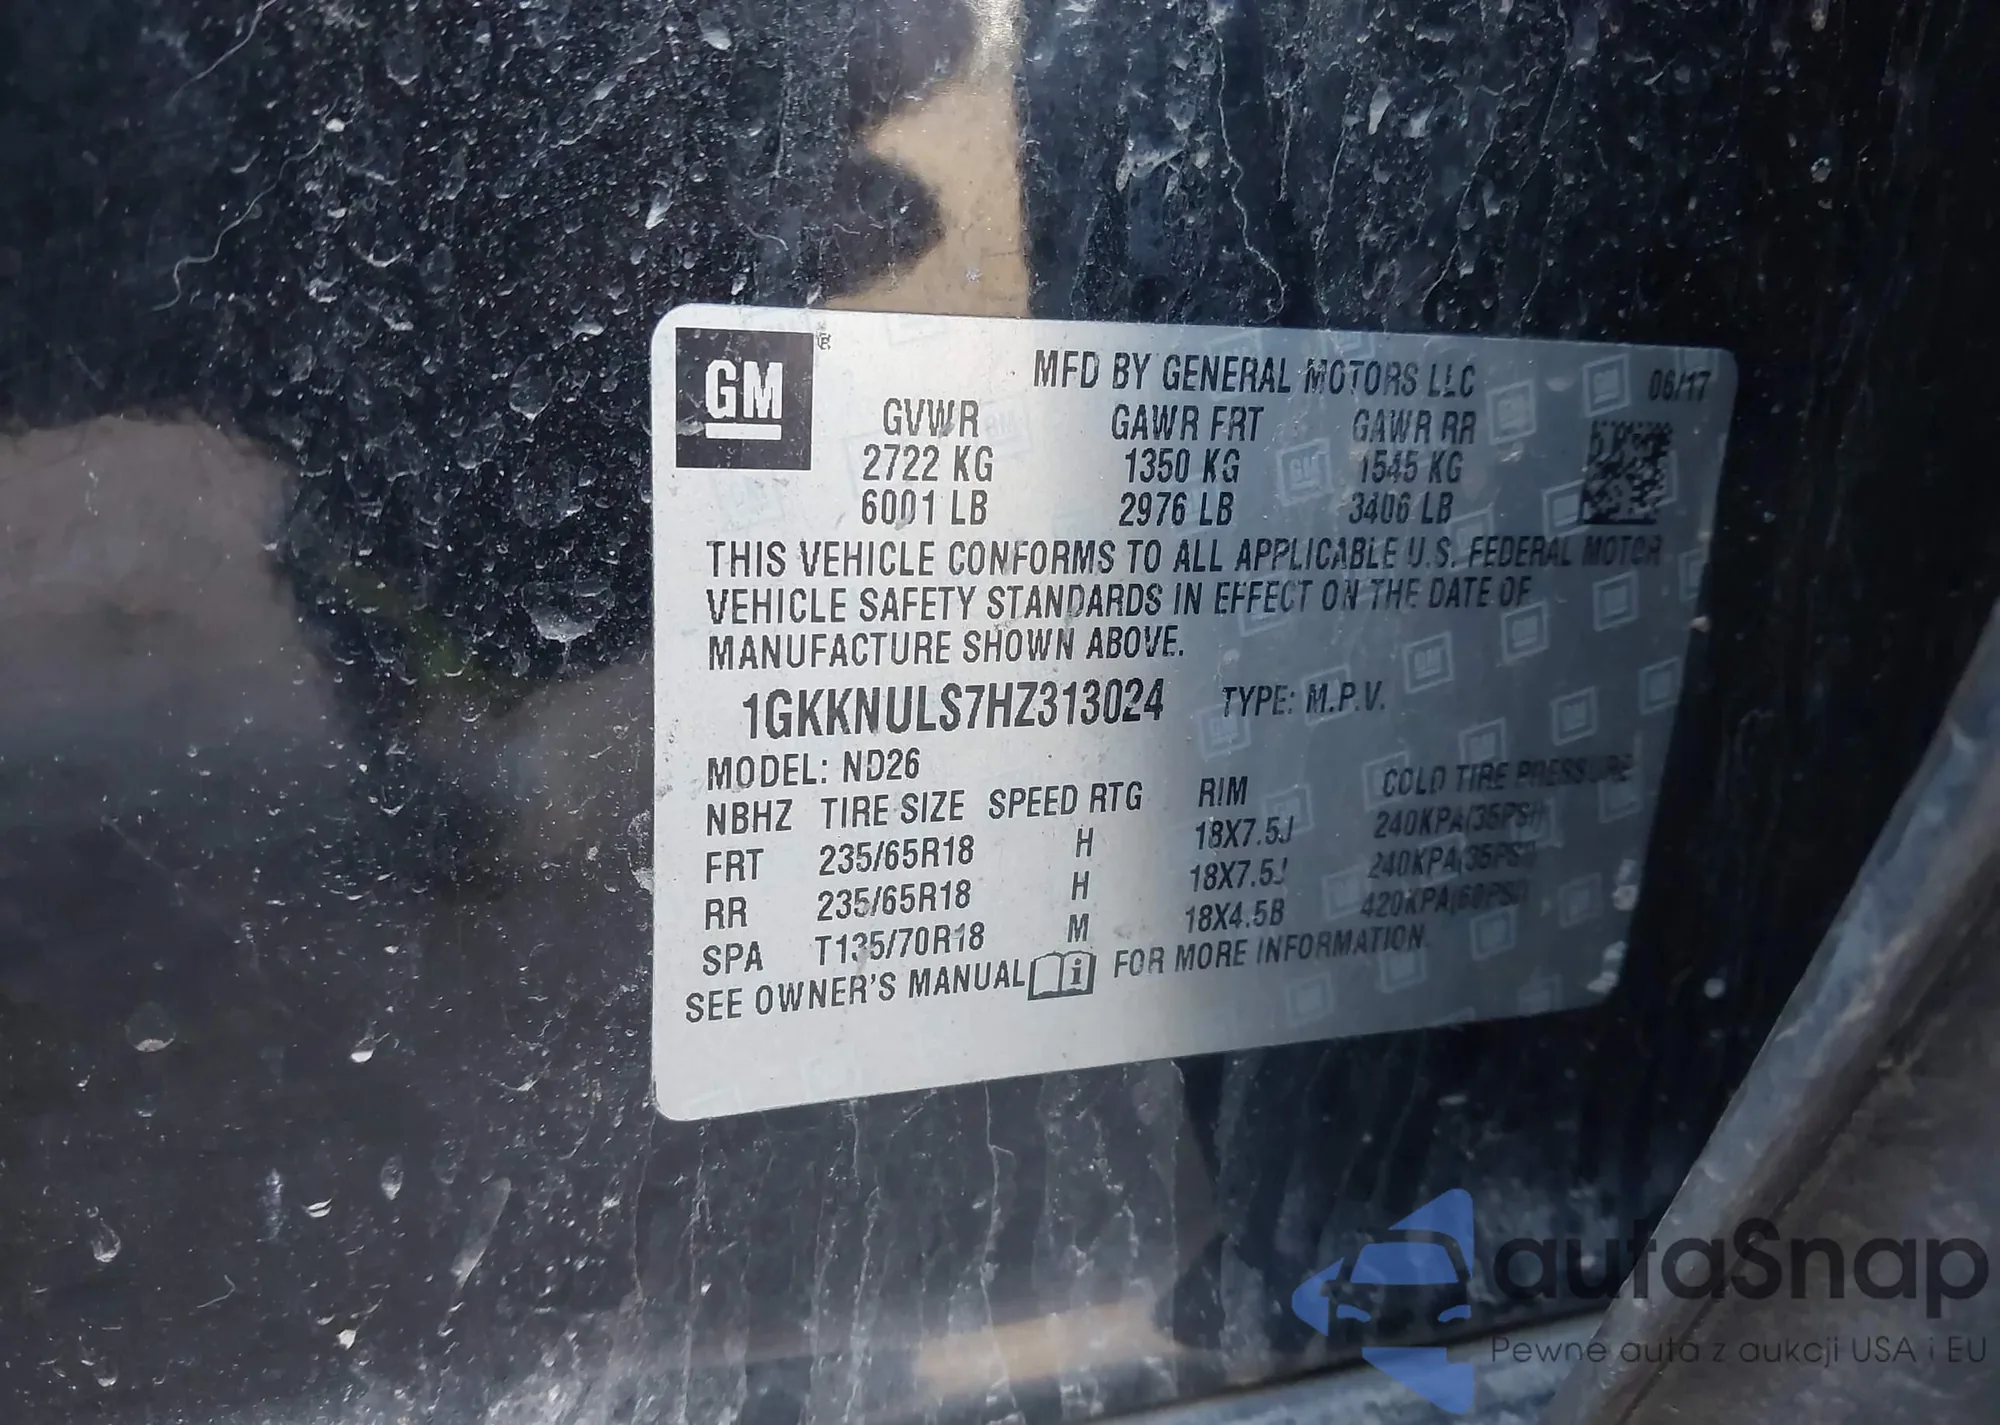 GM ®
MFD BY GENERAL MOTORS LLC 06/17
GVWR GAWR FRT GAWR RR
2722 KG 1350 KG 1545 KG
6001 LB 2976 LB 3406 LB
THIS VEHICLE CONFORMS TO ALL APPLICABLE U.S. FEDERAL MOTOR
VEHICLE SAFETY STANDARDS IN EFFECT ON THE DATE OF
MANUFACTURE SHOWN ABOVE.
1GKKNULS7HZ313024 TYPE: M.P.V.
MODEL: ND26
NBHZ TIRE SIZE SPEED RTG RIM COLD TIRE PRESSURE
FRT 235/65R18 H 18X7.5J 240KPA(35PSI)
RR 235/65R18 H 18X7.5J 240KPA(35PSI)
SPA T135/70R18 M 18X4.5B 420KPA(60PSI)
SEE OWNER'S MANUAL i FOR MORE INFORMATION.
autaSnap
Pewne auta z aukcji USA i EU